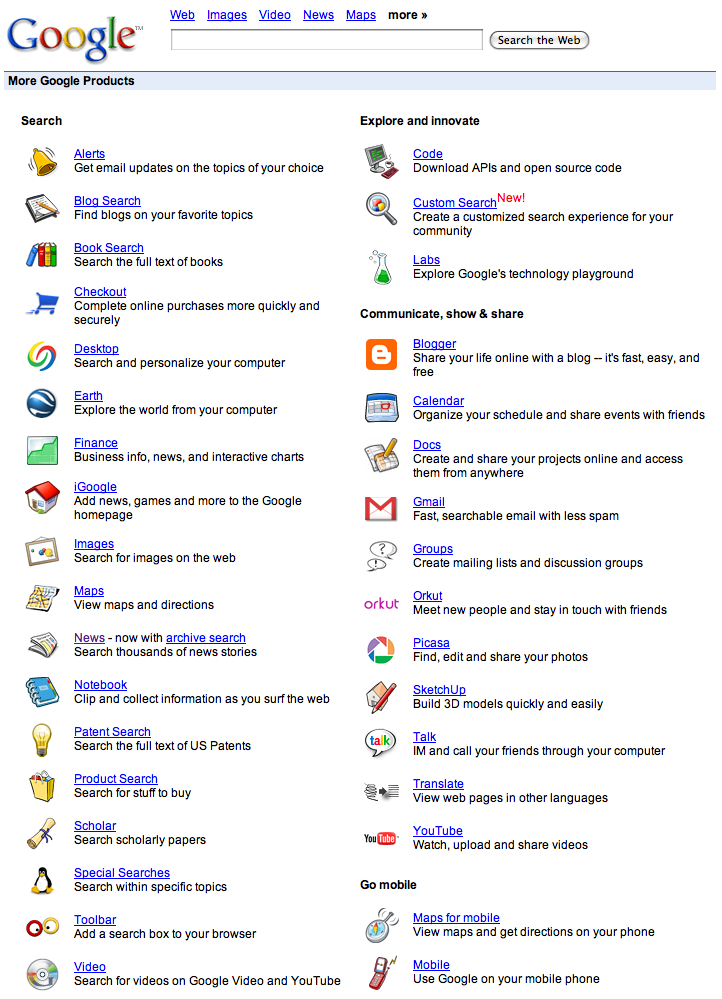 Google™
Web Images Video News Maps more »
Search the Web
More Google Products
Search
Alerts
Get email updates on the topics of your choice
Blog Search
Find blogs on your favorite topics
Book Search
Search the full text of books
Checkout
Complete online purchases more quickly and
securely
Desktop
Search and personalize your computer
Earth
Explore the world from your computer
Finance
Business info, news, and interactive charts
iGoogle
Add news, games and more to the Google
homepage
Images
Search for images on the web
Maps
View maps and directions
News - now with archive search
Search thousands of news stories
Notebook
Clip and collect information as you surf the web
Patent Search
Search the full text of US Patents
Product Search
Search for stuff to buy
Scholar
Search scholarly papers
Special Searches
Search within specific topics
Toolbar
Add a search box to your browser
Video
Search for videos on Google Video and YouTube
Explore and innovate
Code
Download APIs and open source code
Custom Search New!
Create a customized search experience for your
community
Labs
Explore Google's technology playground
Communicate, show & share
Blogger
Share your life online with a blog -- it's fast, easy, and
free
Calendar
Organize your schedule and share events with friends
Docs
Create and share your projects online and access
them from anywhere
Gmail
Fast, searchable email with less spam
Groups
Create mailing lists and discussion groups
orkut
Orkut
Meet new people and stay in touch with friends
Picasa
Find, edit and share your photos
SketchUp
Build 3D models quickly and easily
talk
Talk
IM and call your friends through your computer
Translate
View web pages in other languages
YouTube
YouTube
Watch, upload and share videos
Go mobile
Maps for mobile
View maps and get directions on your phone
Mobile
Use Google on your mobile phone